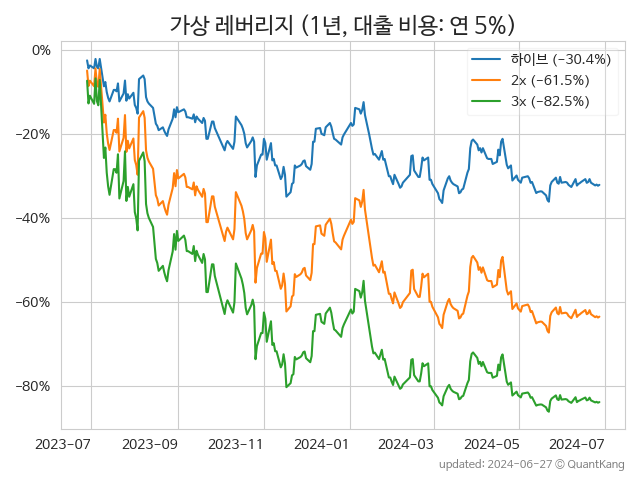 가상 레버리지 (1년, 대출 비용: 연 5%)
0%
−20%
−40%
−60%
−80%
하이브 (−30.4%)
2x (−61.5%)
3x (−82.5%)
2023-07
2023-09
2023-11
2024-01
2024-03
2024-05
2024-07
updated: 2024-06-27 © QuantKang